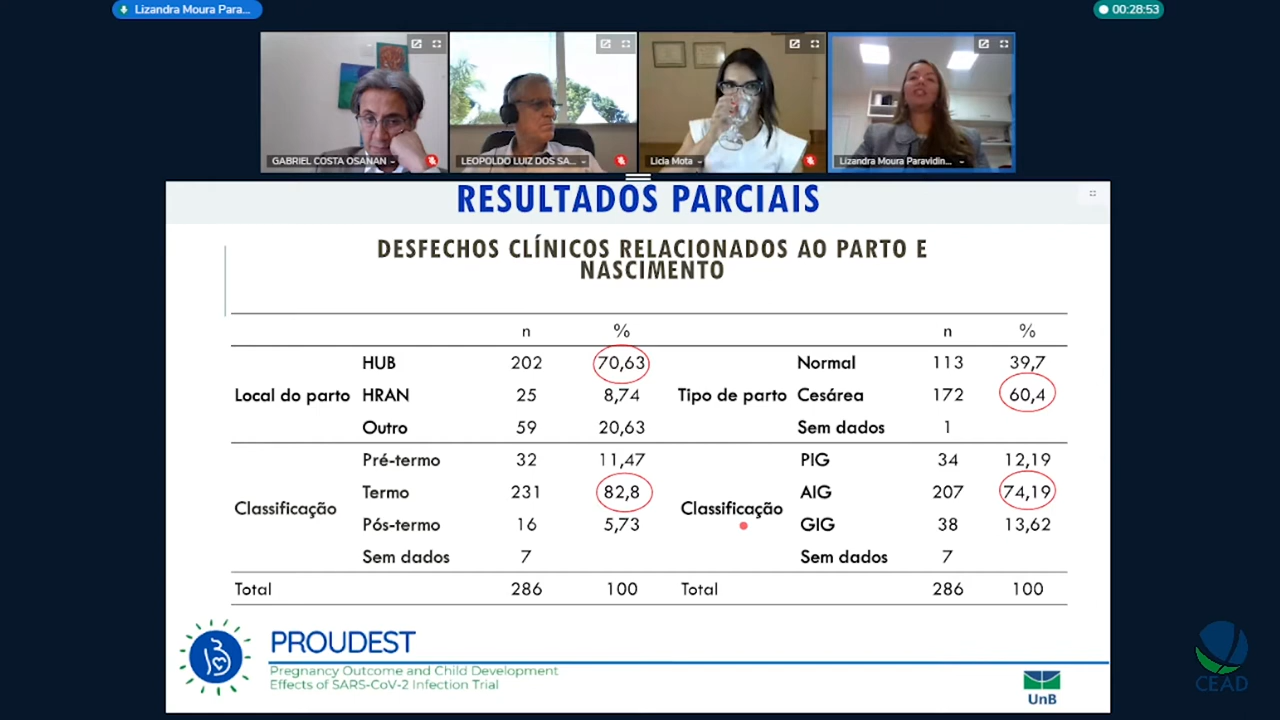 Lizandra Moura Para...
00:28:53
GABRIEL COSTA OSANAN
LEOPOLDO LUIZ DOS SA...
Licia Mota
Lizandra Moura Paravidin...
RESULTADOS PARCIAIS
DESFECHOS CLÍNICOS RELACIONADOS AO PARTO E
NASCIMENTO
n % n %
HUB 202 70,63 Normal 113 39,7
Local do parto HRAN 25 8,74 Tipo de parto Cesárea 172 60,4
Outro 59 20,63 Sem dados 1
Pré-termo 32 11,47 PIG 34 12,19
Termo 231 82,8 AIG 207 74,19
Classificação Classificação
Pós-termo 16 5,73 GIG 38 13,62
Sem dados 7 Sem dados 7
Total 286 100 Total 286 100
PROUDEST
Pregnancy Outcome and Child Development
Effects of SARS-CoV-2 Infection Trial
UnB
CEAD